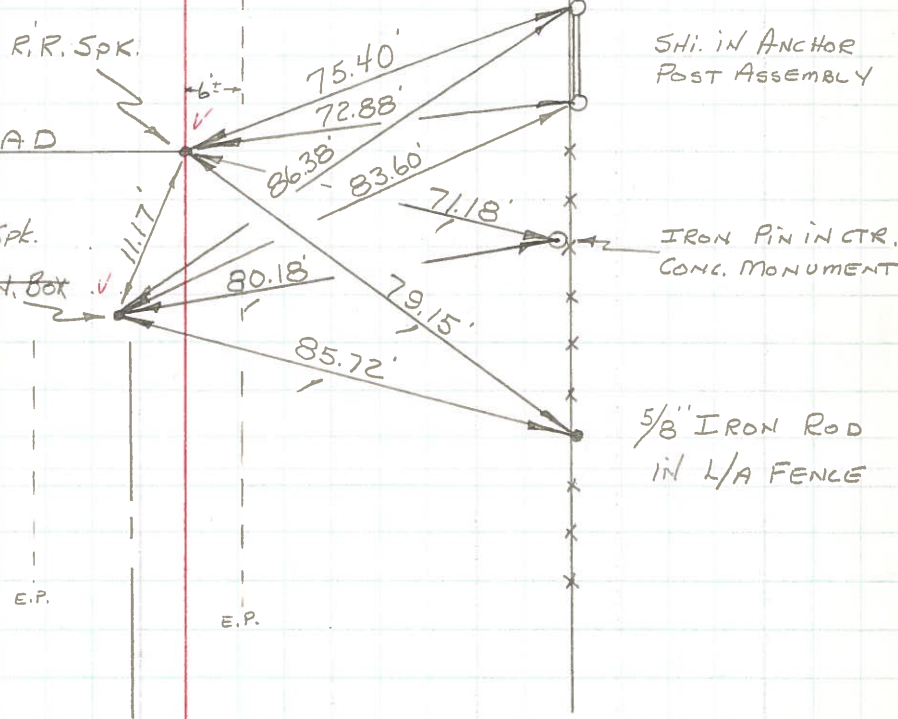 R.R. Spk.
75.40'
SHI. IN ANCHOR
POST ASSEMBLY
6'±
72.88'
AD
86.38'
83.60'
71.18'
11.17'
Spk.
IRON PIN IN CTR.
CONC. MONUMENT
Box
80.18'
79.15'
85.72'
5/8" IRON ROD
IN L/A FENCE
E.P.
E.P.